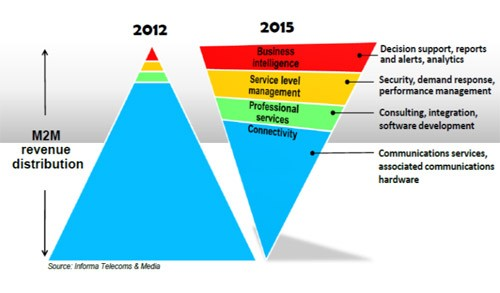 2012
2015
M2M
revenue
distribution
Business
intelligence
Service level
management
Professional
services
Connectivity
Decision support, reports
and alerts, analytics
Security, demand response,
performance management
Consulting, integration,
software development
Communications services,
associated communications
hardware
Source: Informa Telecoms & Media